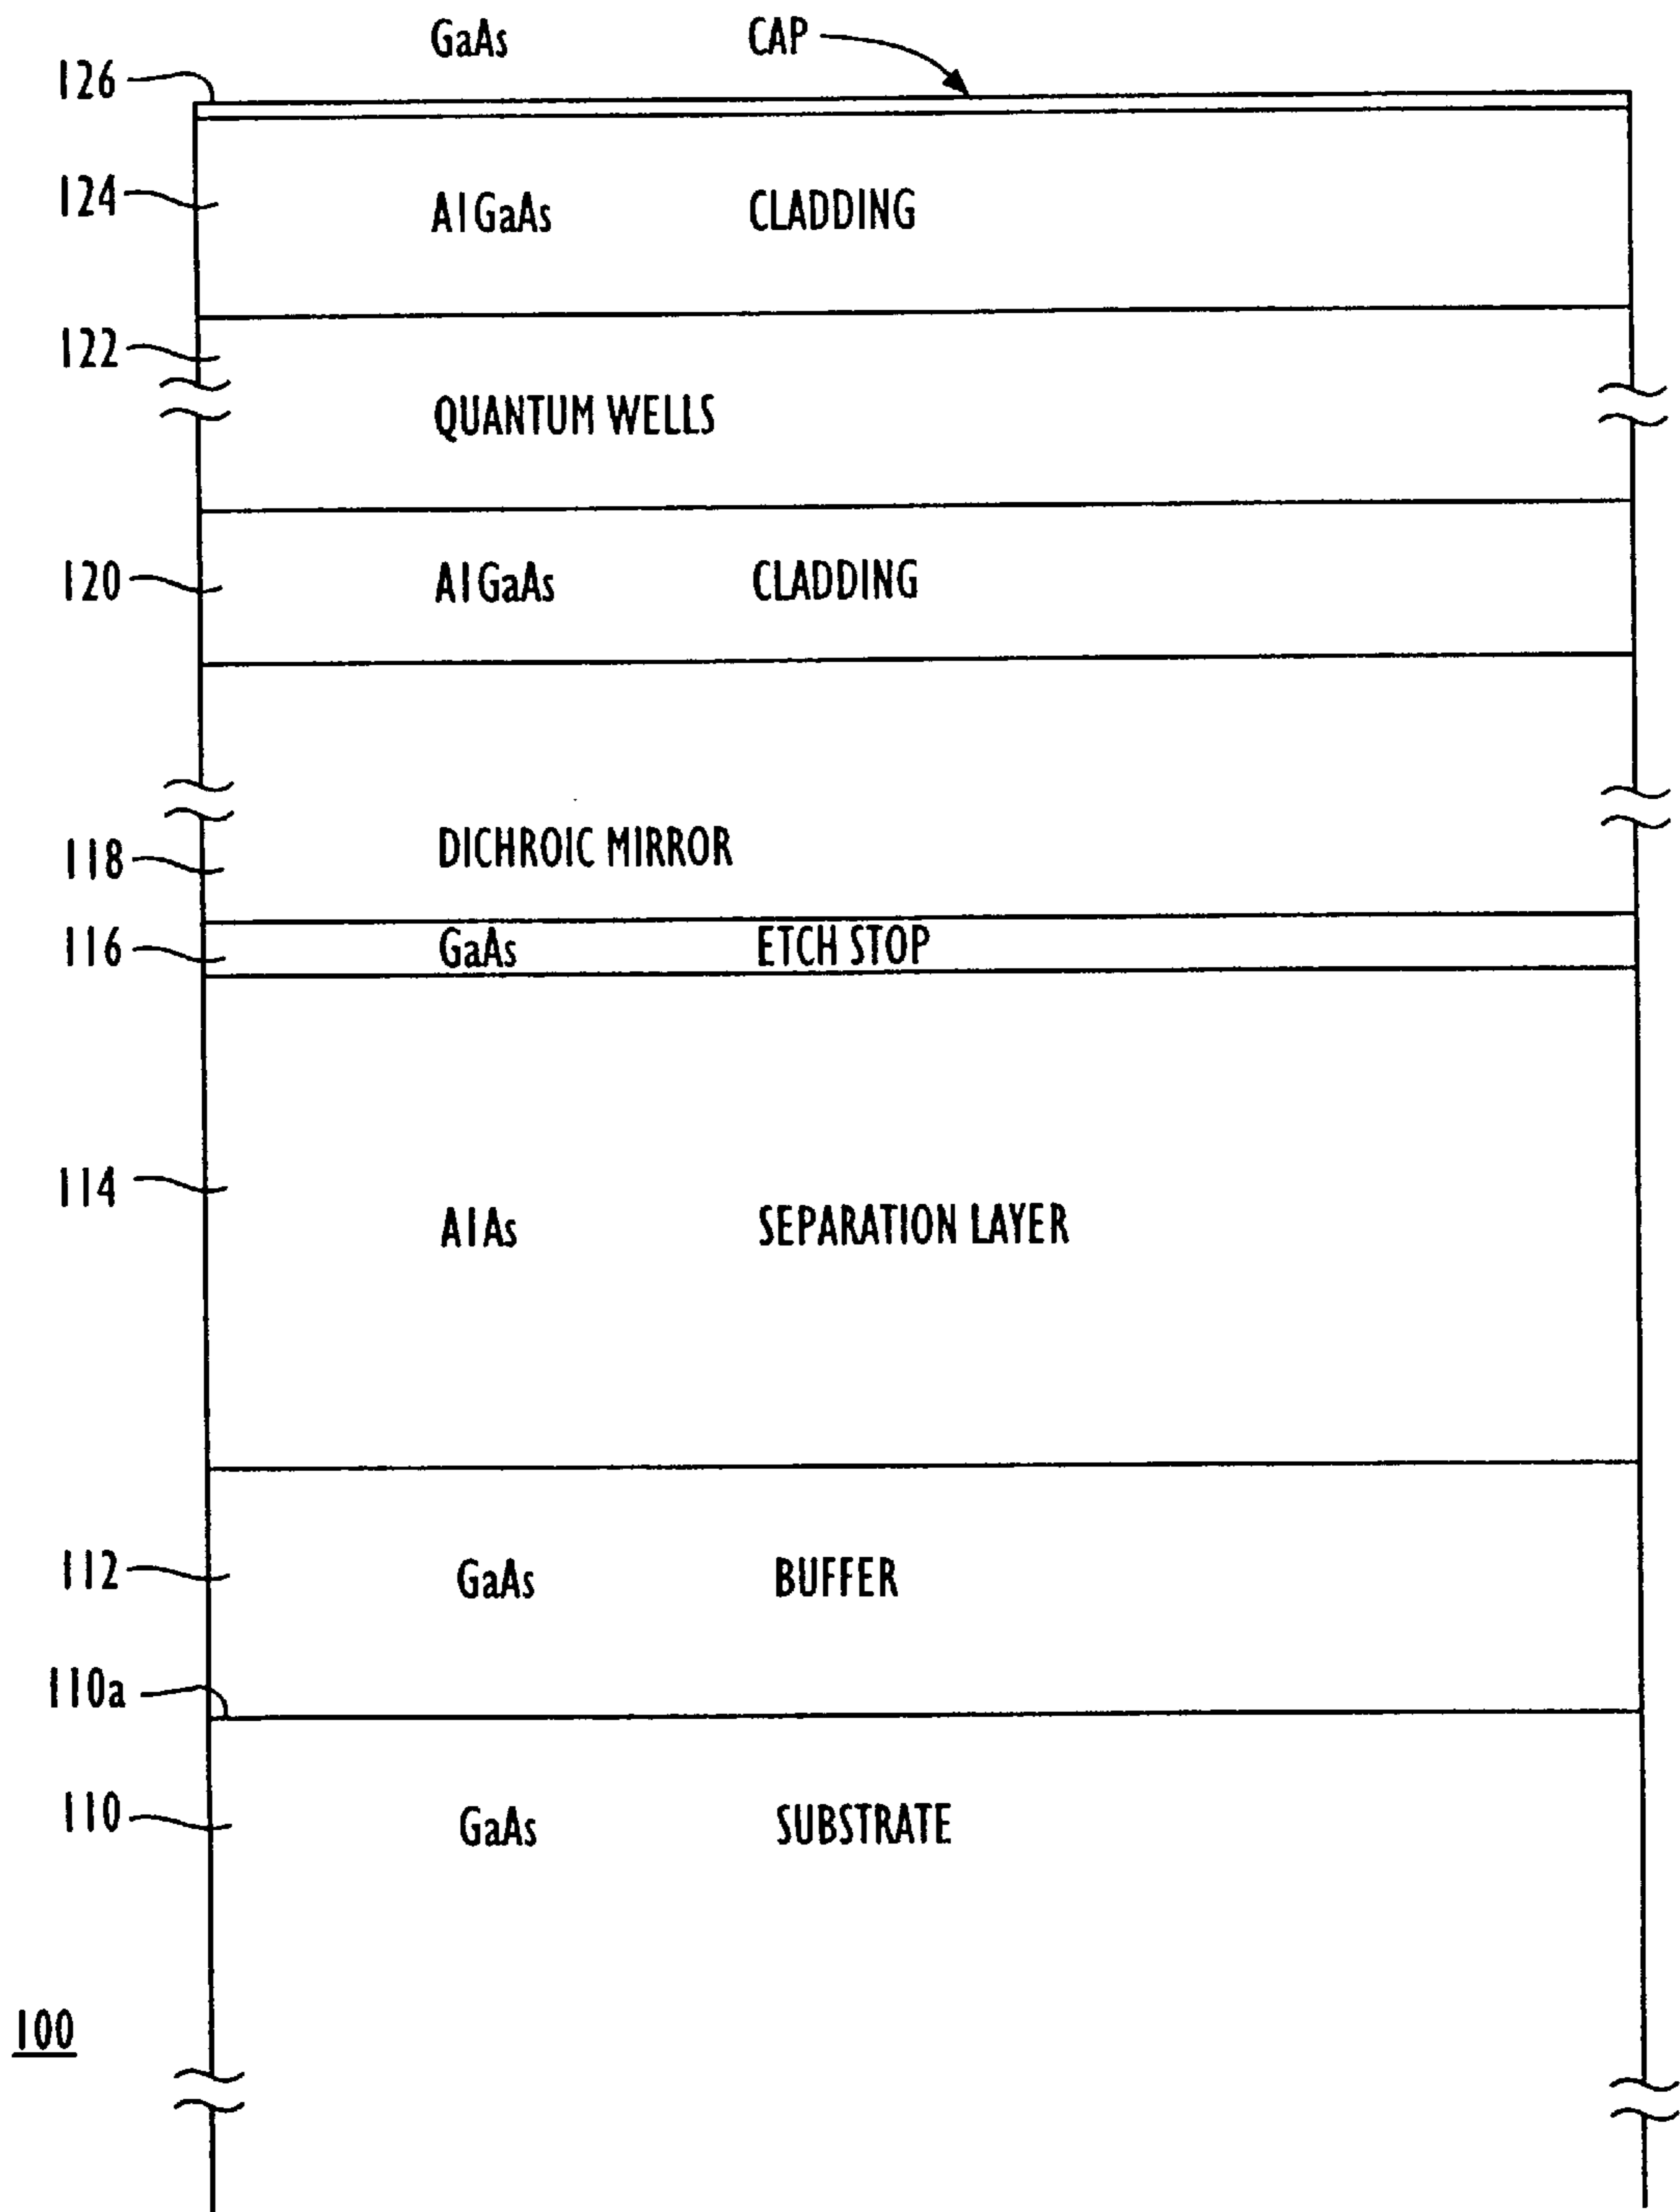 GaAs CAP
126
124 AlGaAs CLADDING
122
QUANTUM WELLS
120 AlGaAs CLADDING
118 DICHROIC MIRROR
116 GaAs ETCH STOP
114 AlAs SEPARATION LAYER
112 GaAs BUFFER
110a
110 GaAs SUBSTRATE
100